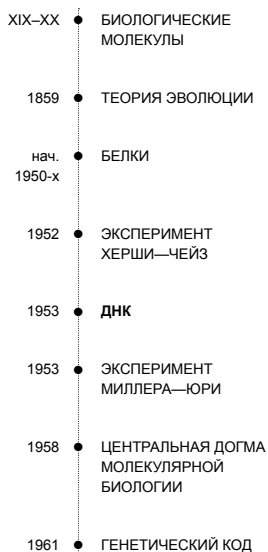 XIX–XX БИОЛОГИЧЕСКИЕ
МОЛЕКУЛЫ
1859 ТЕОРИЯ ЭВОЛЮЦИИ
нач. БЕЛКИ
1950-х
1952 ЭКСПЕРИМЕНТ
ХЕРШИ—ЧЕЙЗ
1953 ДНК
1953 ЭКСПЕРИМЕНТ
МИЛЛЕРА—ЮРИ
1958 ЦЕНТРАЛЬНАЯ ДОГМА
МОЛЕКУЛЯРНОЙ
БИОЛОГИИ
1961 ГЕНЕТИЧЕСКИЙ КОД